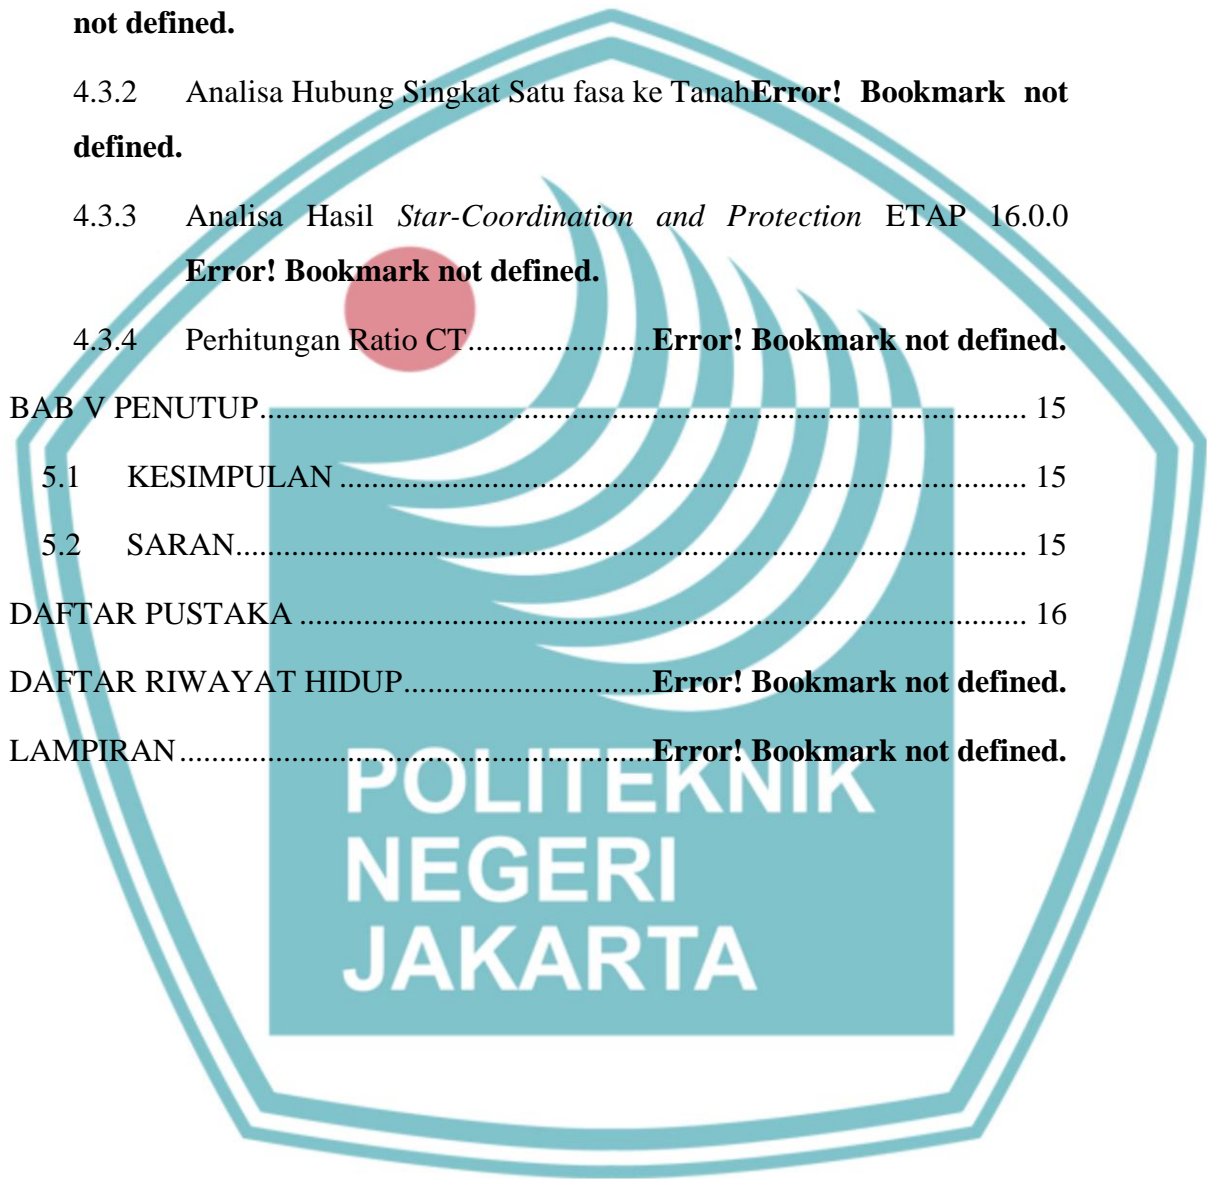 not defined.
4.3.2 Analisa Hubung Singkat Satu fasa ke TanahError! Bookmark not
defined.
4.3.3 Analisa Hasil Star-Coordination and Protection ETAP 16.0.0
Error! Bookmark not defined.
4.3.4 Perhitungan Ratio CT.......................Error! Bookmark not defined.
BAB V PENUTUP................................................................................................ 15
5.1 KESIMPULAN ...................................................................................... 15
5.2 SARAN................................................................................................... 15
DAFTAR PUSTAKA ........................................................................................... 16
DAFTAR RIWAYAT HIDUP...............................Error! Bookmark not defined.
LAMPIRAN...........................................................Error! Bookmark not defined.
POLITEKNIK
NEGERI
JAKARTA